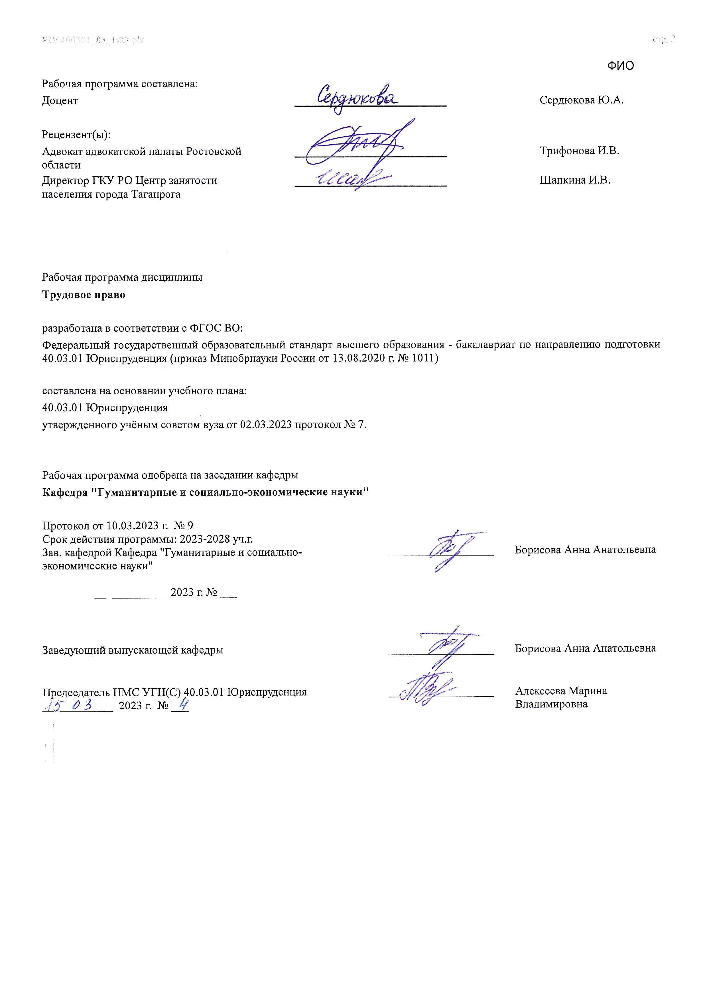 УП: 400301_85_1-23.plx стр. 2
ФИО
Рабочая программа составлена:
Доцент Сердюкова Сердюкова Ю.А.
Рецензент(ы):
Адвокат адвокатской палаты Ростовской Трифонова И.В.
области
Директор ГКУ РО Центр занятости Шапкина И.В.
населения города Таганрога
Рабочая программа дисциплины
Трудовое право
разработана в соответствии с ФГОС ВО:
Федеральный государственный образовательный стандарт высшего образования - бакалавриат по направлению подготовки
40.03.01 Юриспруденция (приказ Минобрнауки России от 13.08.2020 г. № 1011)
составлена на основании учебного плана:
40.03.01 Юриспруденция
утвержденного учёным советом вуза от 02.03.2023 протокол № 7.
Рабочая программа одобрена на заседании кафедры
Кафедра "Гуманитарные и социально-экономические науки"
Протокол от 10.03.2023 г. № 9
Срок действия программы: 2023-2028 уч.г.
Зав. кафедрой Кафедра "Гуманитарные и социально- Борисова Анна Анатольевна
экономические науки"
__ _________ 2023 г. № ___
Заведующий выпускающей кафедры Борисова Анна Анатольевна
Председатель НМС УГН(С) 40.03.01 Юриспруденция Алексеева Марина
15 03 2023 г. № 4 Владимировна